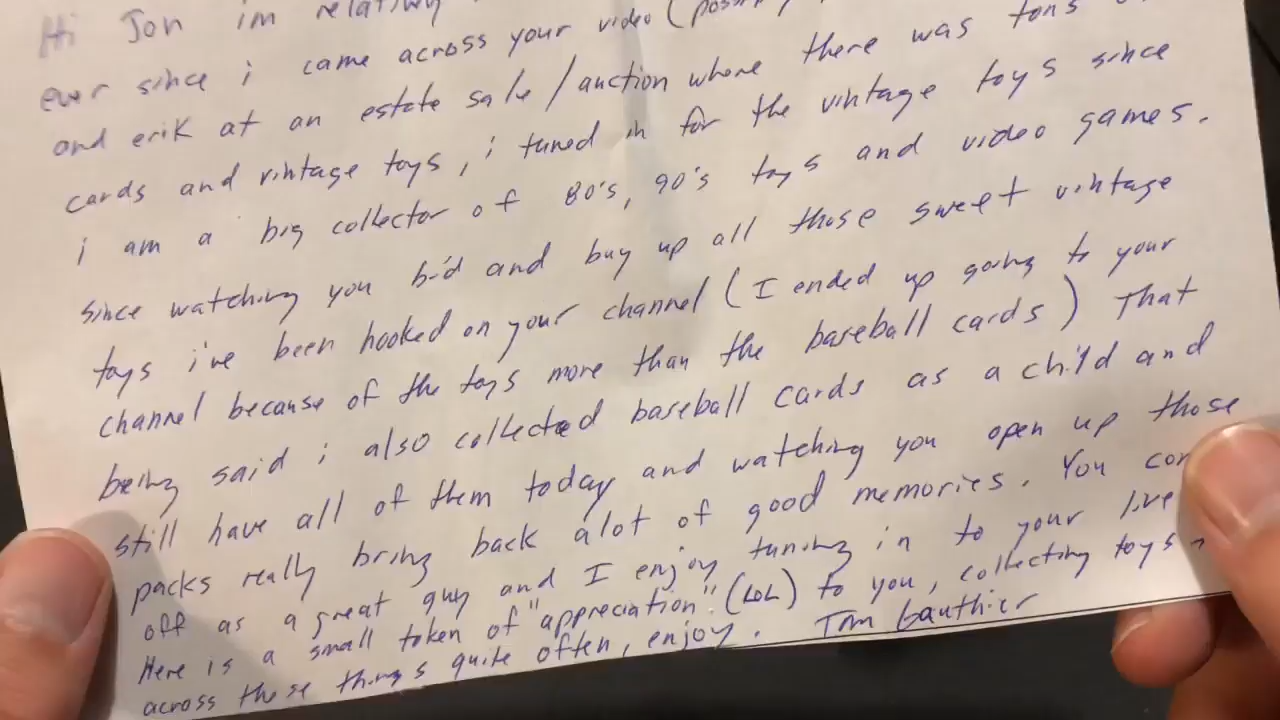 Hi Jon im
ever since i came across your video
and erik at an estate sale/auction where there was tons
cards and vintage toys, i tuned in for the vintage toys since
i am a big collector of 80's, 90's toys and video games.
since watching you bid and buy up all those sweet vintage
toys i've been hooked on your channel (I ended up going to your
channel because of the toys more than the baseball cards) That
being said i also collected baseball cards as a child and
still have all of them today and watching you open up those
packs really bring back alot of good memories. You
off as a great guy and I enjoy tuning in to your live
Here is a small token of "appreciation" (LOL) to you, collecting toys
across these things quite often, enjoy. Tim Gauthier